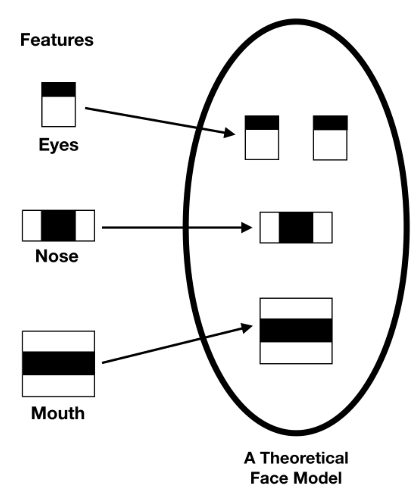 Features
Eyes
Nose
Mouth
A Theoretical
Face Model